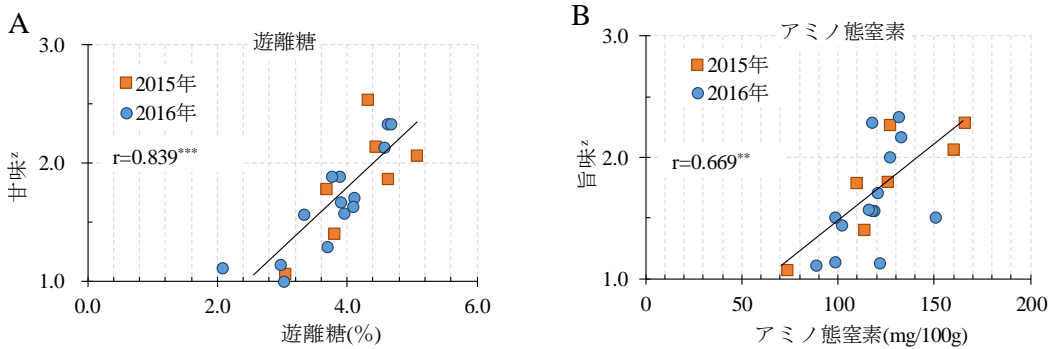 A
遊離糖
3.0
2.0
1.0
2015年
2016年
r=0.839***
甘味z
0.0
2.0
4.0
6.0
遊離糖(%)
B
アミノ態窒素
3.0
2.0
1.0
2015年
2016年
r=0.669**
旨味z
0
50
100
150
200
アミノ態窒素(mg/100g)